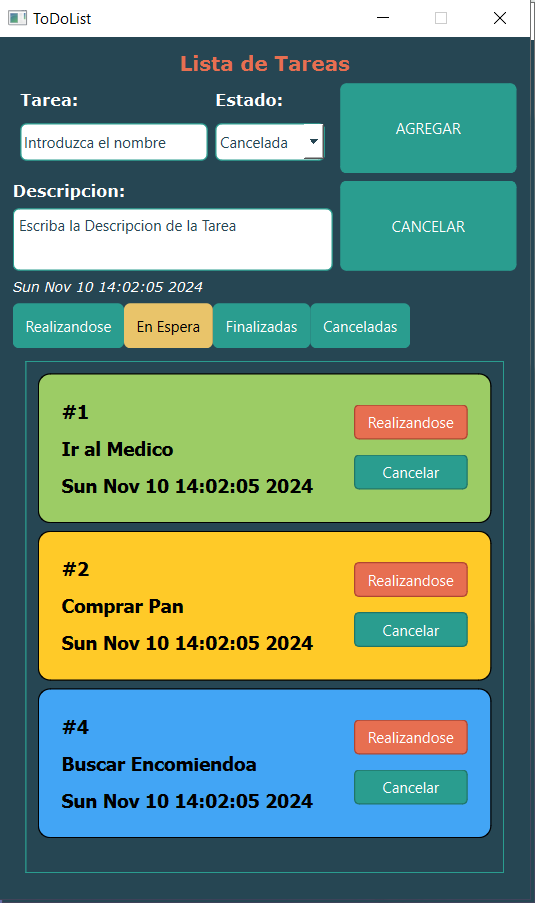 ToDoList
Lista de Tareas
Tarea:
Estado:
AGREGAR
Introduzca el nombre
Cancelada
Descripcion:
CANCELAR
Escriba la Descripcion de la Tarea
Sun Nov 10 14:02:05 2024
Realizandose
En Espera
Finalizadas
Canceladas
#1
Ir al Medico
Sun Nov 10 14:02:05 2024
Realizandose
Cancelar
#2
Comprar Pan
Sun Nov 10 14:02:05 2024
Realizandose
Cancelar
#4
Buscar Encomiendoa
Sun Nov 10 14:02:05 2024
Realizandose
Cancelar